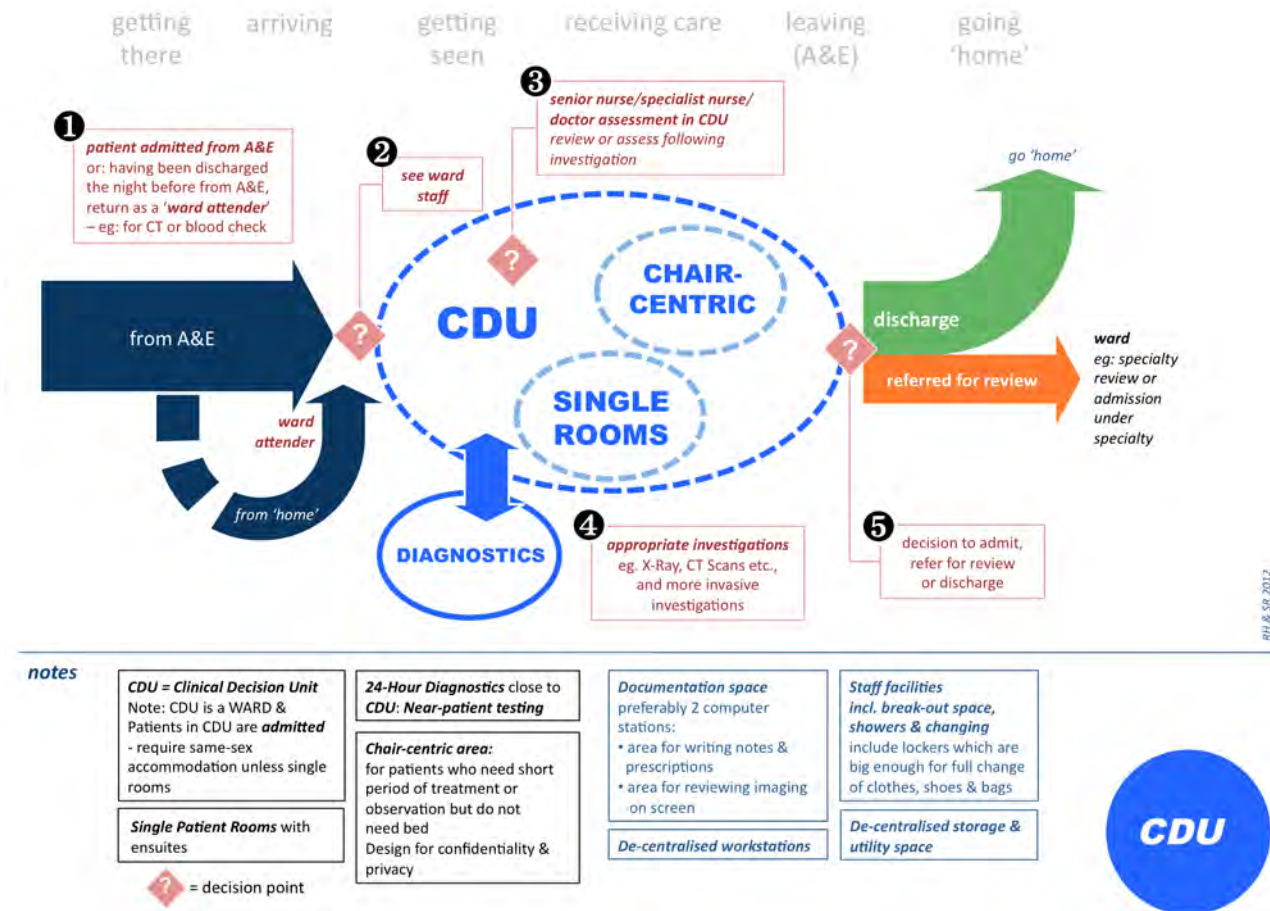 getting there
arriving
getting seen
receiving care
leaving (A&E)
going 'home'
1
patient admitted from A&E
or: having been discharged
the night before from A&E,
return as a 'ward attender'
– eg: for CT or blood check
2
see ward
staff
3
senior nurse/specialist nurse/
doctor assessment in CDU
review or assess following
investigation
go 'home'
from A&E
?
?
CDU
CHAIR-
CENTRIC
SINGLE
ROOMS
?
discharge
referred for review
ward
eg: specialty
review or
admission
under
specialty
ward
attender
from 'home'
DIAGNOSTICS
4
appropriate investigations
eg. X-Ray, CT Scans etc.,
and more invasive
investigations
5
decision to admit,
refer for review
or discharge
RH & SR 2012
notes
CDU = Clinical Decision Unit
Note: CDU is a WARD &
Patients in CDU are admitted
- require same-sex
accommodation unless single
rooms
Single Patient Rooms with
ensuites
? = decision point
24-Hour Diagnostics close to
CDU: Near-patient testing
Chair-centric area:
for patients who need short
period of treatment or
observation but do not
need bed
Design for confidentiality &
privacy
Documentation space
preferably 2 computer
stations:
• area for writing notes &
prescriptions
• area for reviewing imaging
on screen
De-centralised workstations
Staff facilities
incl. break-out space,
showers & changing
include lockers which are
big enough for full change
of clothes, shoes & bags
De-centralised storage &
utility space
CDU